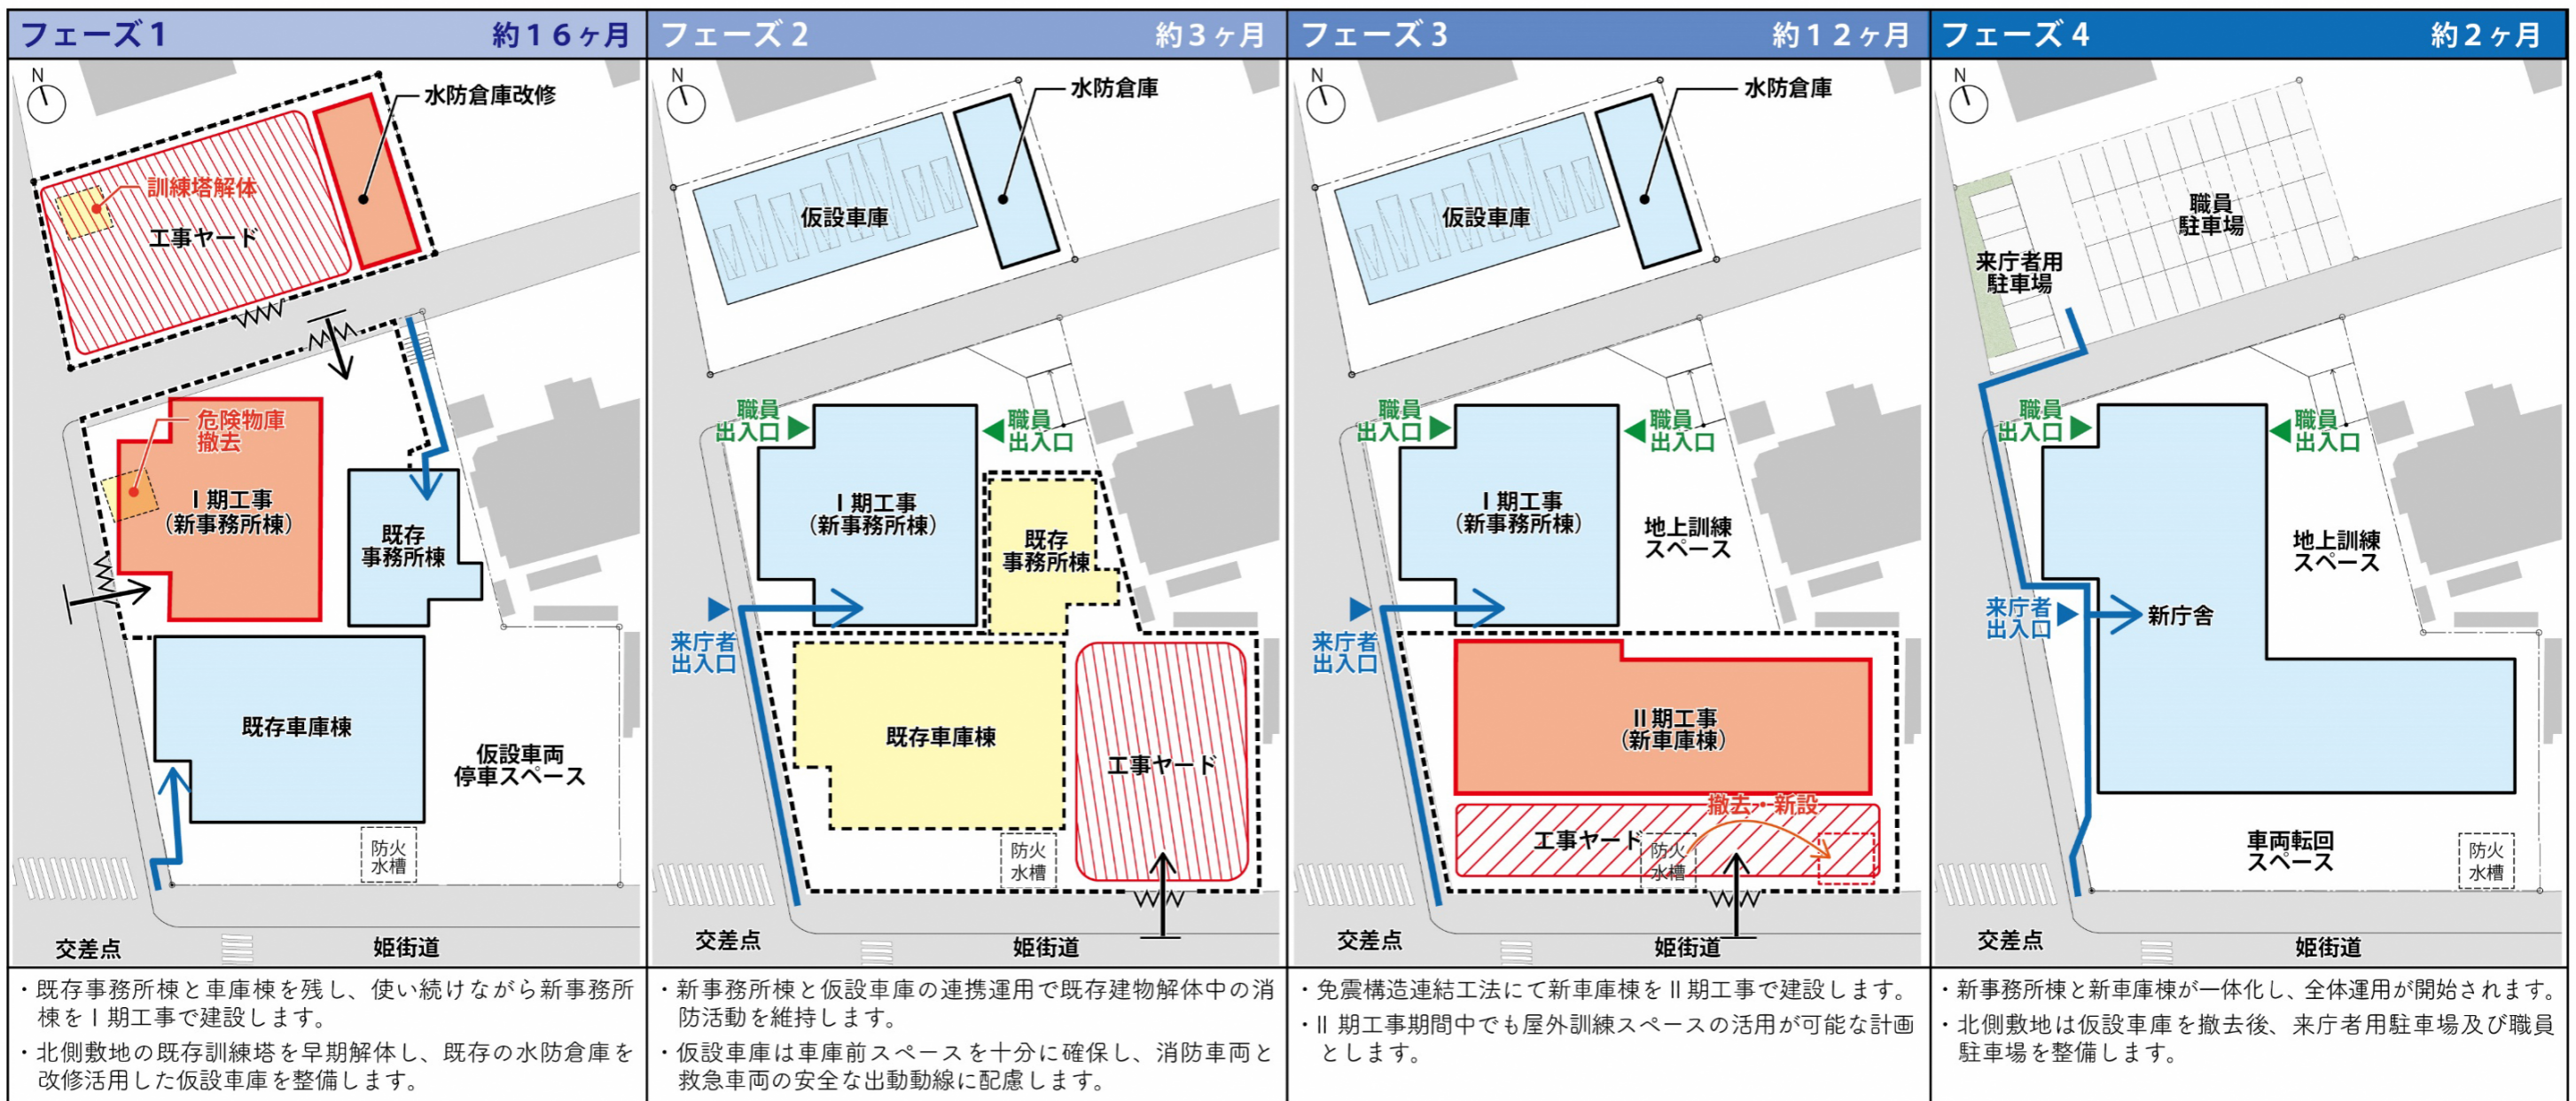 フェーズ1 約16ヶ月
N
水防倉庫改修
訓練塔解体
工事ヤード
危険物庫
撤去
Ⅰ期工事
（新事務所棟）
既存
事務所棟
既存車庫棟
仮設車両
停車スペース
防火
水槽
交差点
姫街道
・既存事務所棟と車庫棟を残し、使い続けながら新事務所
棟をⅠ期工事で建設します。
・北側敷地の既存訓練塔を早期解体し、既存の水防倉庫を
改修活用した仮設車庫を整備します。
フェーズ2 約3ヶ月
N
水防倉庫
仮設車庫
職員
出入口
職員
出入口
Ⅰ期工事
（新事務所棟）
既存
事務所棟
来庁者
出入口
既存車庫棟
工事ヤード
防火
水槽
交差点
姫街道
・新事務所棟と仮設車庫の連携運用で既存建物解体中の消
防活動を維持します。
・仮設車庫は車庫前スペースを十分に確保し、消防車両と
救急車両の安全な出動動線に配慮します。
フェーズ3 約12ヶ月
N
水防倉庫
仮設車庫
職員
出入口
職員
出入口
Ⅰ期工事
（新事務所棟）
地上訓練
スペース
来庁者
出入口
Ⅱ期工事
（新車庫棟）
撤去・新設
工事ヤード
防火
水槽
交差点
姫街道
・免震構造連結工法にて新車庫棟をⅡ期工事で建設します。
・Ⅱ期工事期間中でも屋外訓練スペースの活用が可能な計画
とします。
フェーズ4 約2ヶ月
N
職員
駐車場
来庁者用
駐車場
職員
出入口
職員
出入口
地上訓練
スペース
来庁者
出入口
新庁舎
車両転回
スペース
防火
水槽
交差点
姫街道
・新事務所棟と新車庫棟が一体化し、全体運用が開始されます。
・北側敷地は仮設車庫を撤去後、来庁者用駐車場及び職員
駐車場を整備します。